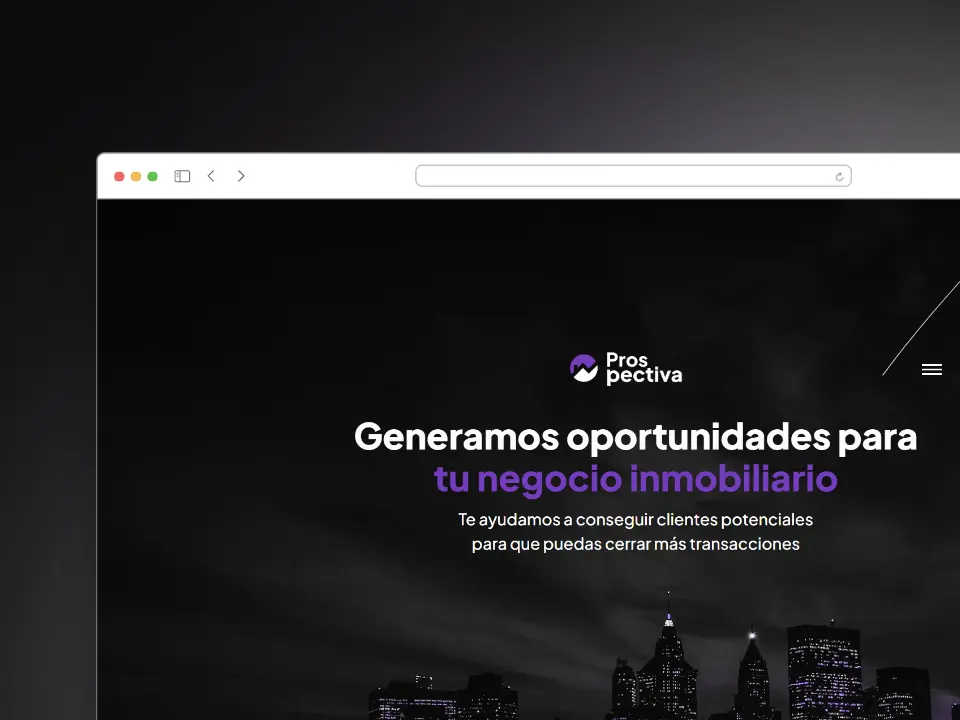 Pros
pectiva
Generamos oportunidades para
tu negocio inmobiliario
Te ayudamos a conseguir clientes potenciales
para que puedas cerrar más transacciones